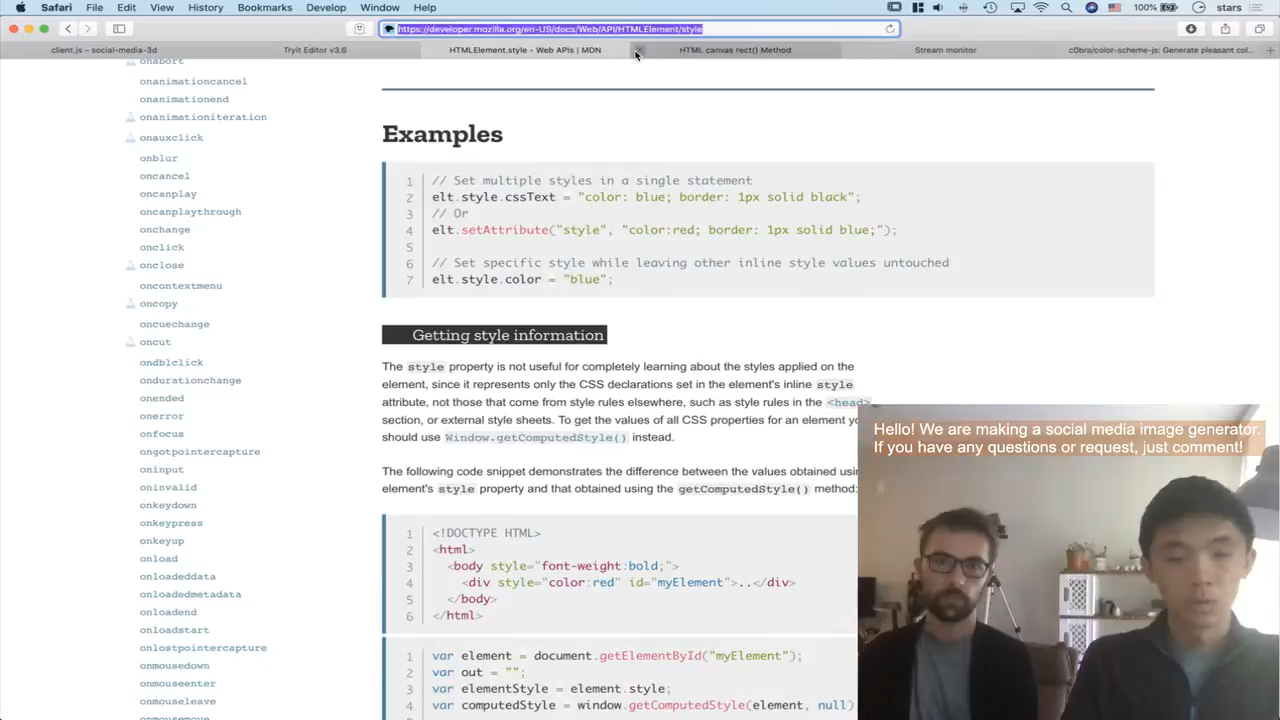 Safari File Edit View History Bookmarks Develop Window Help 100% stars
https://developer.mozilla.org/en-US/docs/Web/API/HTMLElement/style
client.js – social-media-3d
Tryit Editor v3.6
HTMLElement.style - Web APIs | MDN
HTML canvas rect() Method
Stream monitor
c0bra/color-scheme-js: Generate pleasant col...
onabort
onanimationcancel
onanimationend
onanimationiteration
onauxclick
onblur
oncancel
oncanplay
oncanplaythrough
onchange
onclick
onclose
oncontextmenu
oncopy
oncuechange
oncut
ondblclick
ondurationchange
onended
onerror
onfocus
ongotpointercapture
oninput
oninvalid
onkeydown
onkeypress
onkeyup
onload
onloadeddata
onloadedmetadata
onloadend
onloadstart
onlostpointercapture
onmousedown
onmouseenter
onmouseleave
onmousemove
Examples
1 // Set multiple styles in a single statement
2 elt.style.cssText = "color: blue; border: 1px solid black";
3 // Or
4 elt.setAttribute("style", "color:red; border: 1px solid blue;");
5
6 // Set specific style while leaving other inline style values untouched
7 elt.style.color = "blue";
Getting style information
The style property is not useful for completely learning about the styles applied on the
element, since it represents only the CSS declarations set in the element's inline style
attribute, not those that come from style rules elsewhere, such as style rules in the <head>
section, or external style sheets. To get the values of all CSS properties for an element
should use Window.getComputedStyle() instead.
The following code snippet demonstrates the difference between the values obtained
element's style property and that obtained using the getComputedStyle() method:
1 <!DOCTYPE HTML>
2 <html>
3 <body style="font-weight:bold;">
4 <div style="color:red" id="myElement">..</div>
5 </body>
6 </html>
1 var element = document.getElementById("myElement");
2 var out = "";
3 var elementStyle = element.style;
4 var computedStyle = window.getComputedStyle(element, null)
Hello! We are making a social media image generator.
If you have any questions or request, just comment!